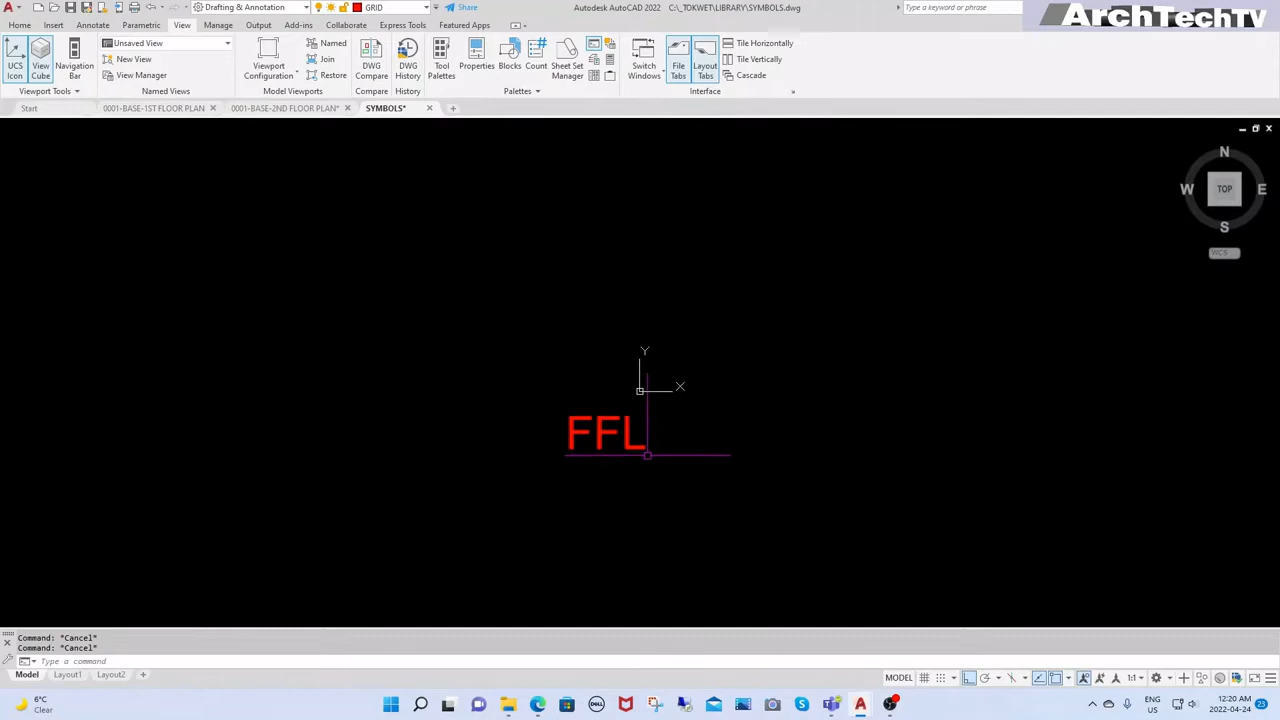 Drafting & Annotation
GRID
Share
Autodesk AutoCAD 2022 C:\_TOKWET\LIBRARY\SYMBOLS.dwg
Type a keyword or phrase
ArchTechTV
Home Insert Annotate Parametric View Manage Output Add-ins Collaborate Express Tools Featured Apps
UCS Icon
View Cube
Navigation Bar
Unsaved View
New View
View Manager
Viewport Configuration
Named
Join
Restore
DWG Compare
DWG History
Tool Palettes
Properties
Blocks
Count
Sheet Set Manager
Switch Windows
File Tabs
Layout Tabs
Tile Horizontally
Tile Vertically
Cascade
Viewport Tools
Named Views
Model Viewports
Compare
History
Palettes
Interface
Start 0001-BASE-1ST FLOOR PLAN 0001-BASE-2ND FLOOR PLAN* SYMBOLS*
N
W TOP E
S
WCS
Y
X
FFL
Command: *Cancel*
Command: *Cancel*
Type a command
Model Layout1 Layout2
MODEL
1:1
6°C
Clear
ENG
US
12:20 AM
2022-04-24
23